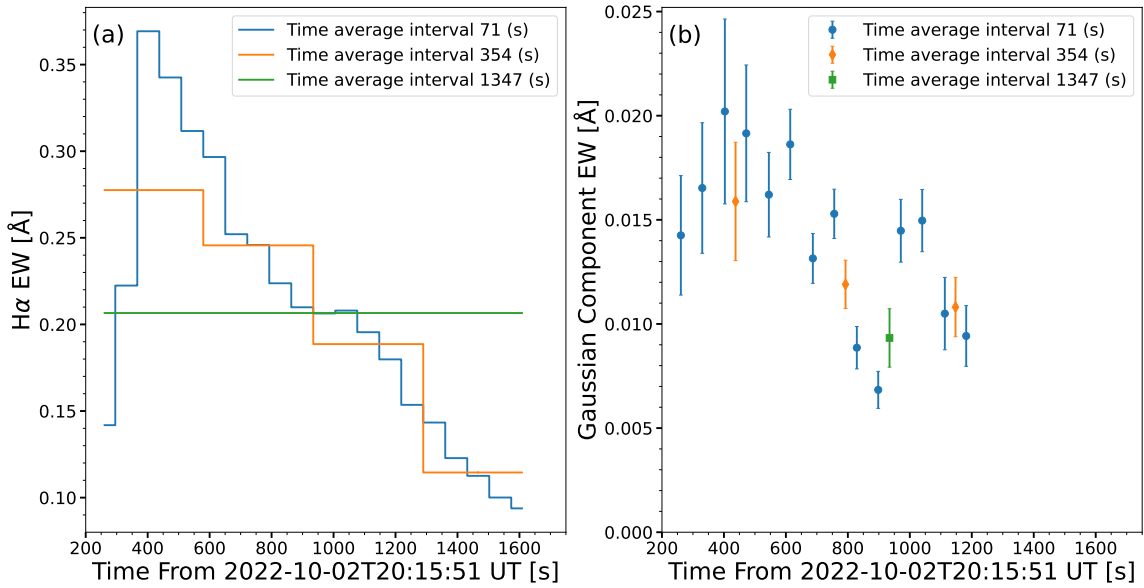 (a)
Time average interval 71 (s)
Time average interval 354 (s)
Time average interval 1347 (s)
Hα EW [Å]
0.35
0.30
0.25
0.20
0.15
0.10
200 400 600 800 1000 1200 1400 1600
Time From 2022-10-02T20:15:51 UT [s]
(b)
Time average interval 71 (s)
Time average interval 354 (s)
Time average interval 1347 (s)
Gaussian Component EW [Å]
0.025
0.020
0.015
0.010
0.005
0.000
200 400 600 800 1000 1200 1400 1600
Time From 2022-10-02T20:15:51 UT [s]